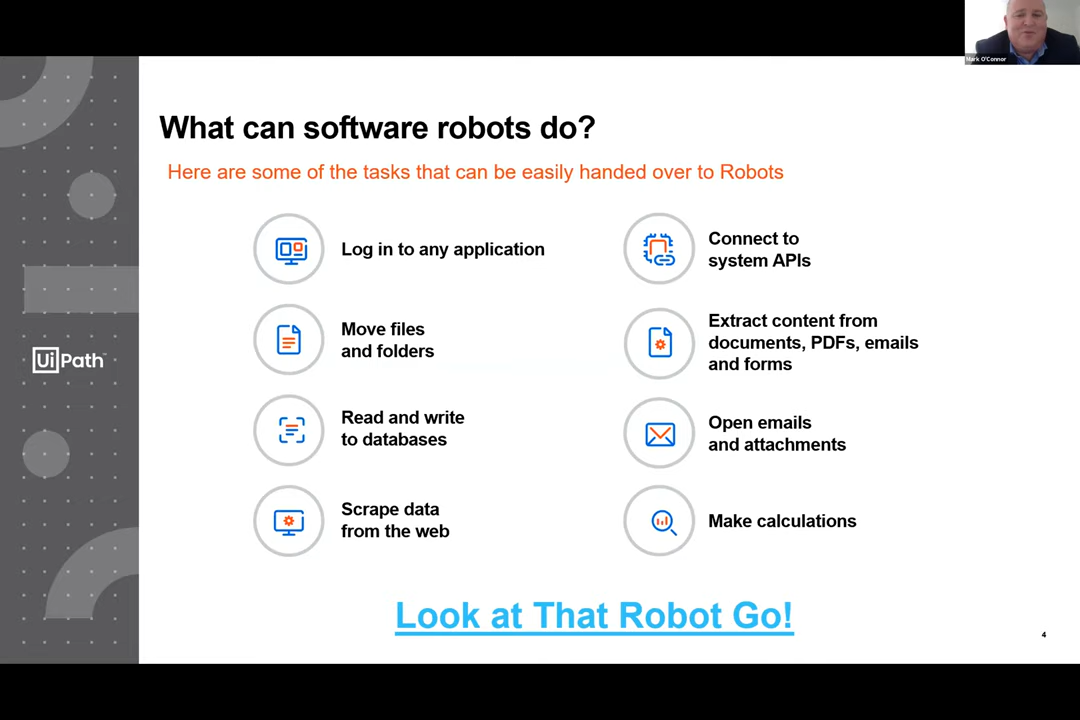 Mark O'Connor
What can software robots do?
Here are some of the tasks that can be easily handed over to Robots
Log in to any application
Connect to
system APIs
Move files
and folders
Extract content from
documents, PDFs, emails
and forms
Read and write
to databases
Open emails
and attachments
Scrape data
from the web
Make calculations
UiPath
Look at That Robot Go!
4